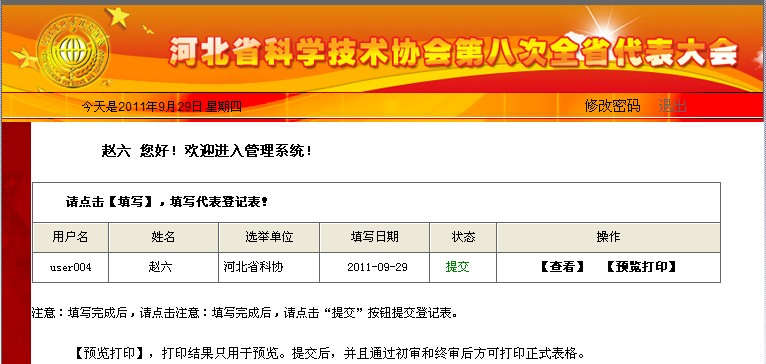 河北省科学技术协会第八次全省代表大会
今天是2011年9月29日 星期四 修改密码 退出
赵六 您好！欢迎进入管理系统！
请点击【填写】，填写代表登记表！
用户名 姓名 选举单位 填写日期 状态 操作
user004 赵六 河北省科协 2011-09-29 提交 【查看】 【预览打印】
注意：填写完成后，请点击注意：填写完成后，请点击“提交”按钮提交登记表。
【预览打印】，打印结果只用于预览。提交后，并且通过初审和终审后方可打印正式表格。